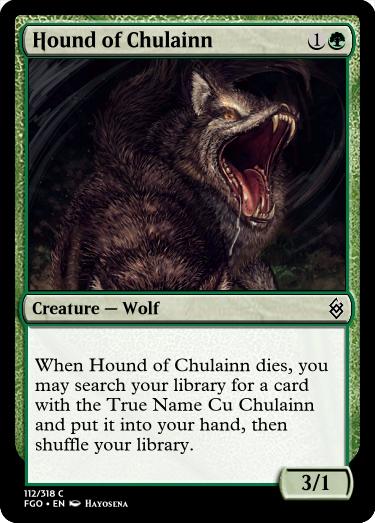 Hound of Chulainn 1
Creature — Wolf
When Hound of Chulainn dies, you
may search your library for a card
with the True Name Cu Chulainn
and put it into your hand, then
shuffle your library.
3/1
112/318 C
FGO • EN Hayosena